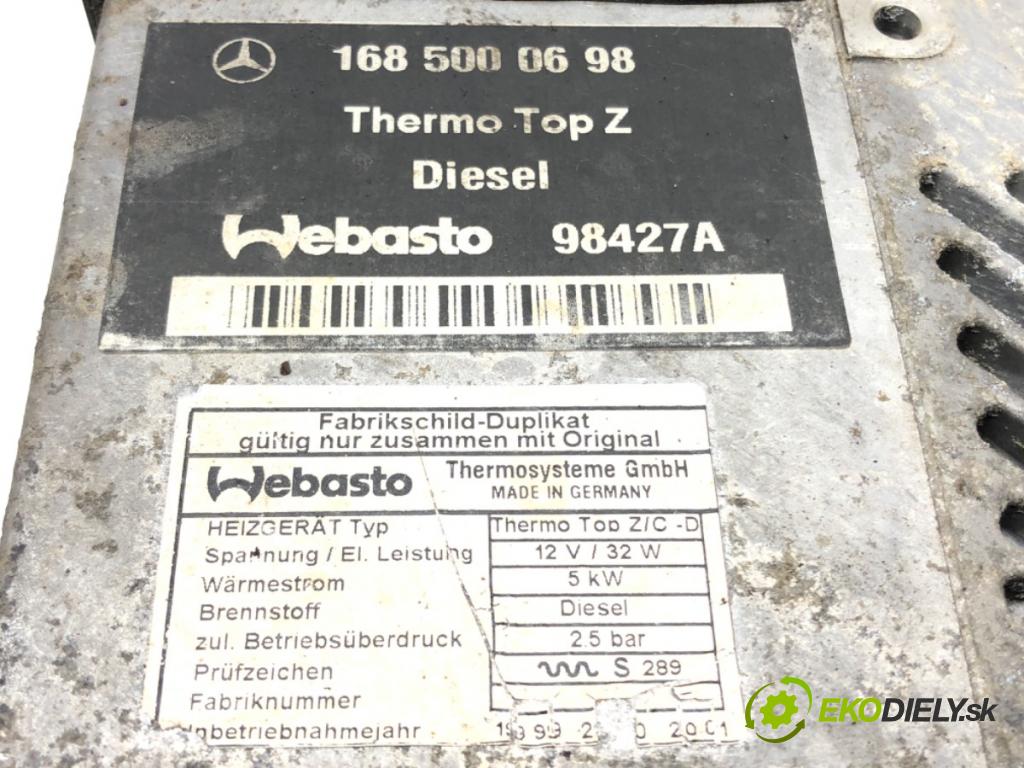 168 500 0698
Thermo Top Z
Diesel
Webasto 98427A
Fabrikschild-Duplikat
gültig nur zusammen mit Original
Webasto Thermosysteme GmbH
MADE IN GERMANY
HEIZGERÄT Typ Thermo Top Z/C -D
Spannung / El. Leistung 12 V / 32 W
Wärmestrom 5 kW
Brennstoff Diesel
zul. Betriebsüberdruck 2.5 bar
Prüfzeichen S 289
Fabriknummer
Inbetriebnahmejahr 1999 2001
EKODIELY.sk